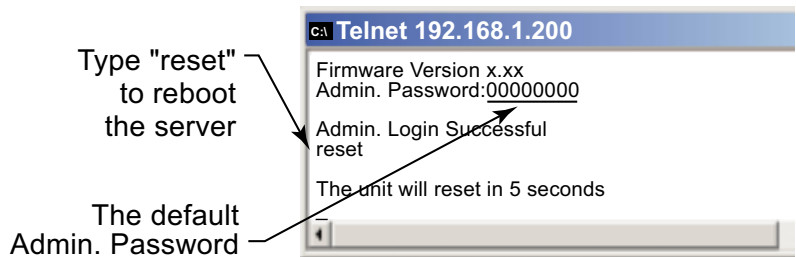 Type "reset"
to reboot
the server
The default
Admin. Password
C:\ Telnet 192.168.1.200
Firmware Version x.xx
Admin. Password:00000000
Admin. Login Successful
reset
The unit will reset in 5 seconds
_